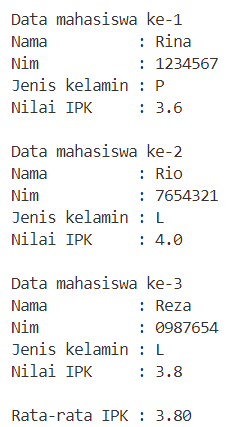 Data mahasiswa ke-1
Nama          : Rina
Nim           : 1234567
Jenis kelamin : P
Nilai IPK     : 3.6

Data mahasiswa ke-2
Nama          : Rio
Nim           : 7654321
Jenis kelamin : L
Nilai IPK     : 4.0

Data mahasiswa ke-3
Nama          : Reza
Nim           : 0987654
Jenis kelamin : L
Nilai IPK     : 3.8

Rata-rata IPK : 3.80